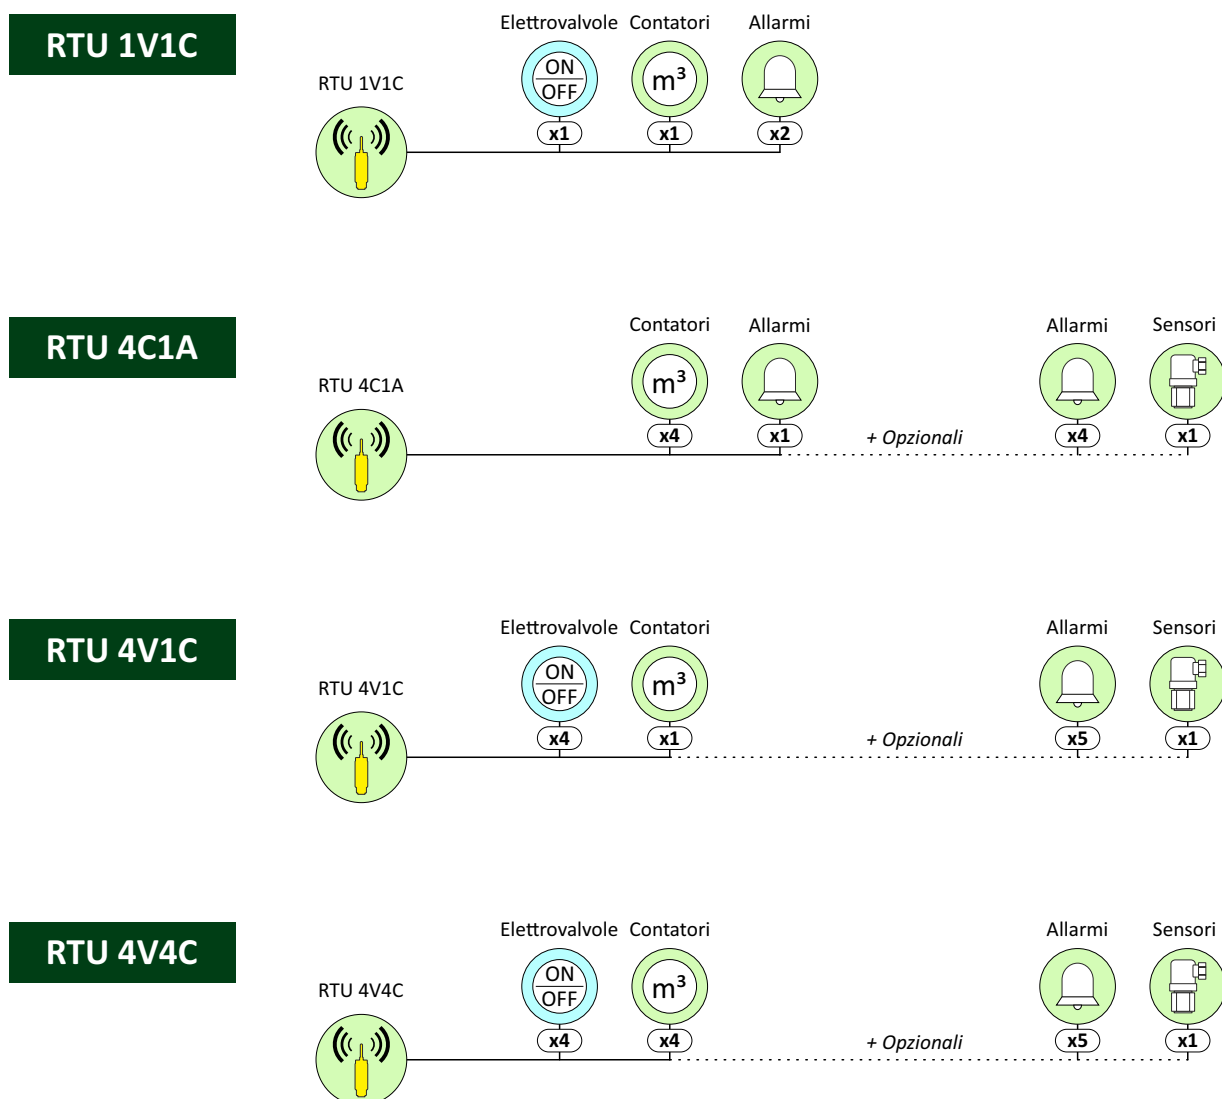 RTU 1V1C
Elettrovalvole Contatori Allarmi
RTU 1V1C
ON
OFF
m³
x1 x1 x2
RTU 4C1A
Contatori Allarmi Allarmi Sensori
RTU 4C1A
m³
x4 x1 + Opzionali x4 x1
RTU 4V1C
Elettrovalvole Contatori Allarmi Sensori
RTU 4V1C
ON
OFF
m³
x4 x1 + Opzionali x5 x1
RTU 4V4C
Elettrovalvole Contatori Allarmi Sensori
RTU 4V4C
ON
OFF
m³
x4 x4 + Opzionali x5 x1